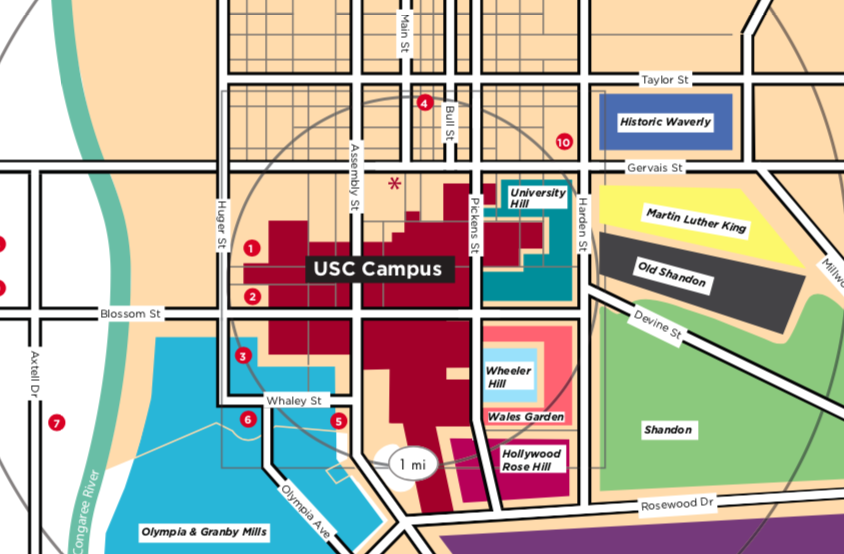 Main St
Taylor St
4
Bull St
Historic Waverly
10
Assembly St
Gervais St
*
University
Hill
Huger St
Pickens St
Harden St
Martin Luther King
1
USC Campus
Old Shandon
2
Blossom St
Devine St
3
Axtell Dr
Wheeler
Hill
Whaley St
Wales Garden
6
5
7
Shandon
Hollywood
Rose Hill
1 mi
Congaree River
Olympia Ave
Rosewood Dr
Olympia & Granby Mills